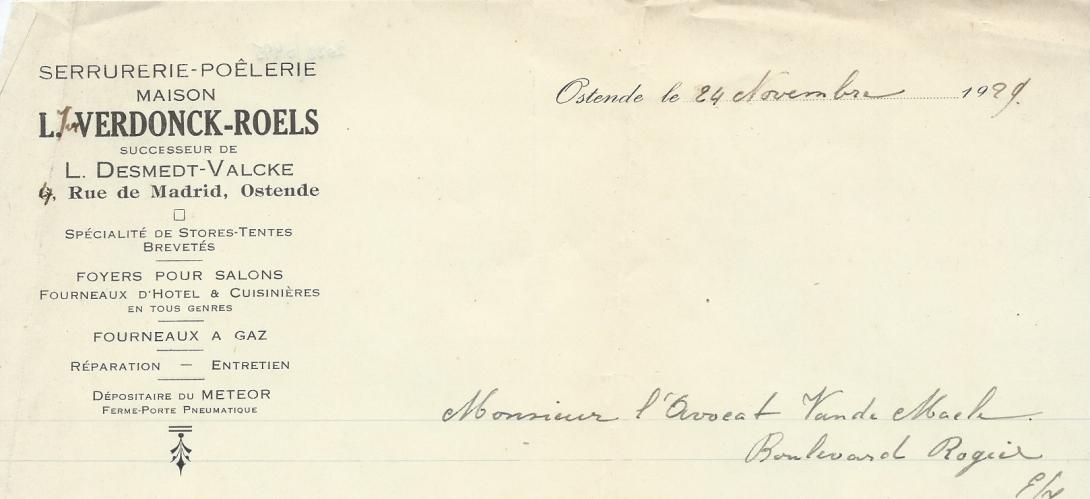 SERRURERIE-POÊLERIE
MAISON
L. VERDONCK-ROELS
SUCCESSEUR DE
L. DESMEDT-VALCKE
4, Rue de Madrid, Ostende
SPÉCIALITÉ DE STORES-TENTES
BREVETÉS
FOYERS POUR SALONS
FOURNEAUX D'HOTEL & CUISINIÈRES
EN TOUS GENRES
FOURNEAUX A GAZ
RÉPARATION — ENTRETIEN
DÉPOSITAIRE DU METEOR
FERME-PORTE PNEUMATIQUE
Ostende le 24 Novembre 1929.
Monsieur l'Avocat Vande Maele.
Boulevard Rogier